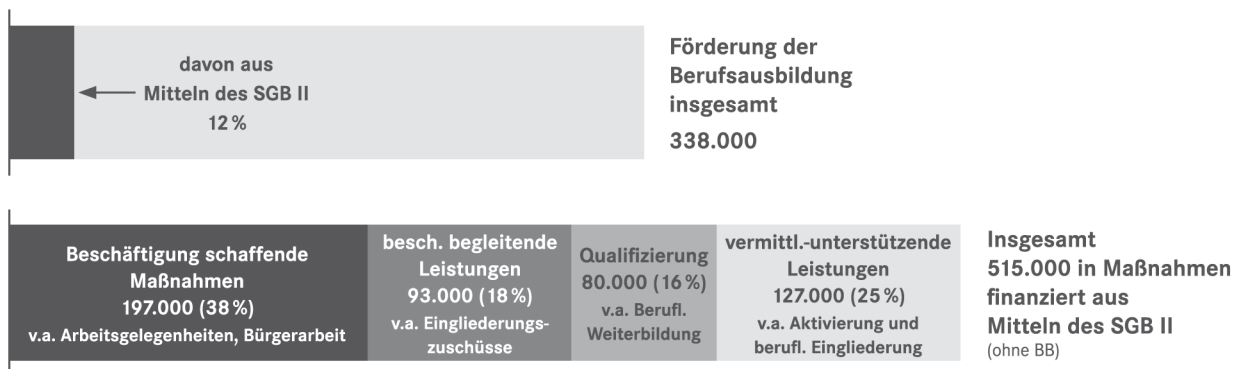 davon aus
Mitteln des SGB II
12 %
Förderung der
Berufsausbildung
insgesamt
338.000
Beschäftigung schaffende
Maßnahmen
197.000 (38 %)
v.a. Arbeitsgelegenheiten, Bürgerarbeit
besch. begleitende
Leistungen
93.000 (18 %)
v.a. Eingliederungs-
zuschüsse
Qualifizierung
80.000 (16 %)
v.a. Berufl.
Weiterbildung
vermittl.-unterstützende
Leistungen
127.000 (25 %)
v.a. Aktivierung und
berufl. Eingliederung
Insgesamt
515.000 in Maßnahmen
finanziert aus
Mitteln des SGB II
(ohne BB)